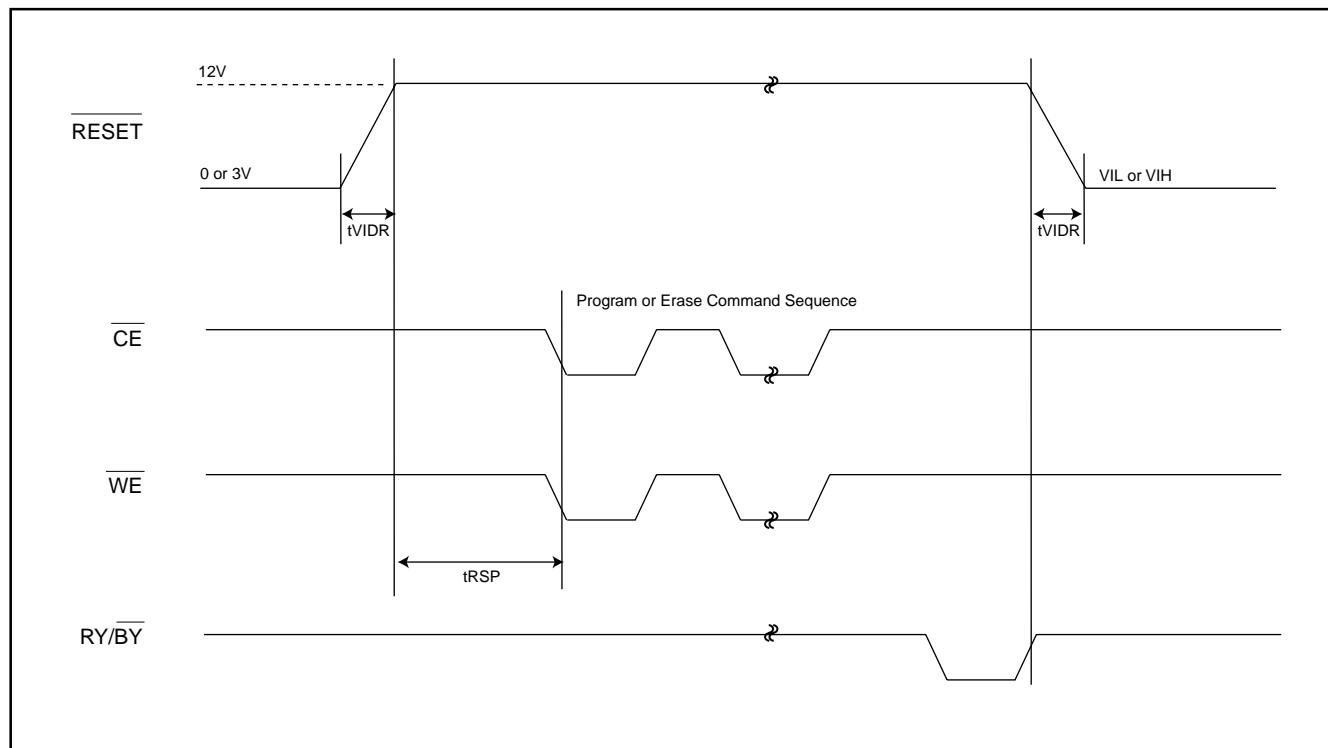 12V
RESET
0 or 3V
VIL or VIH
tVIDR
tVIDR
Program or Erase Command Sequence
CE
WE
tRSP
RY/BY